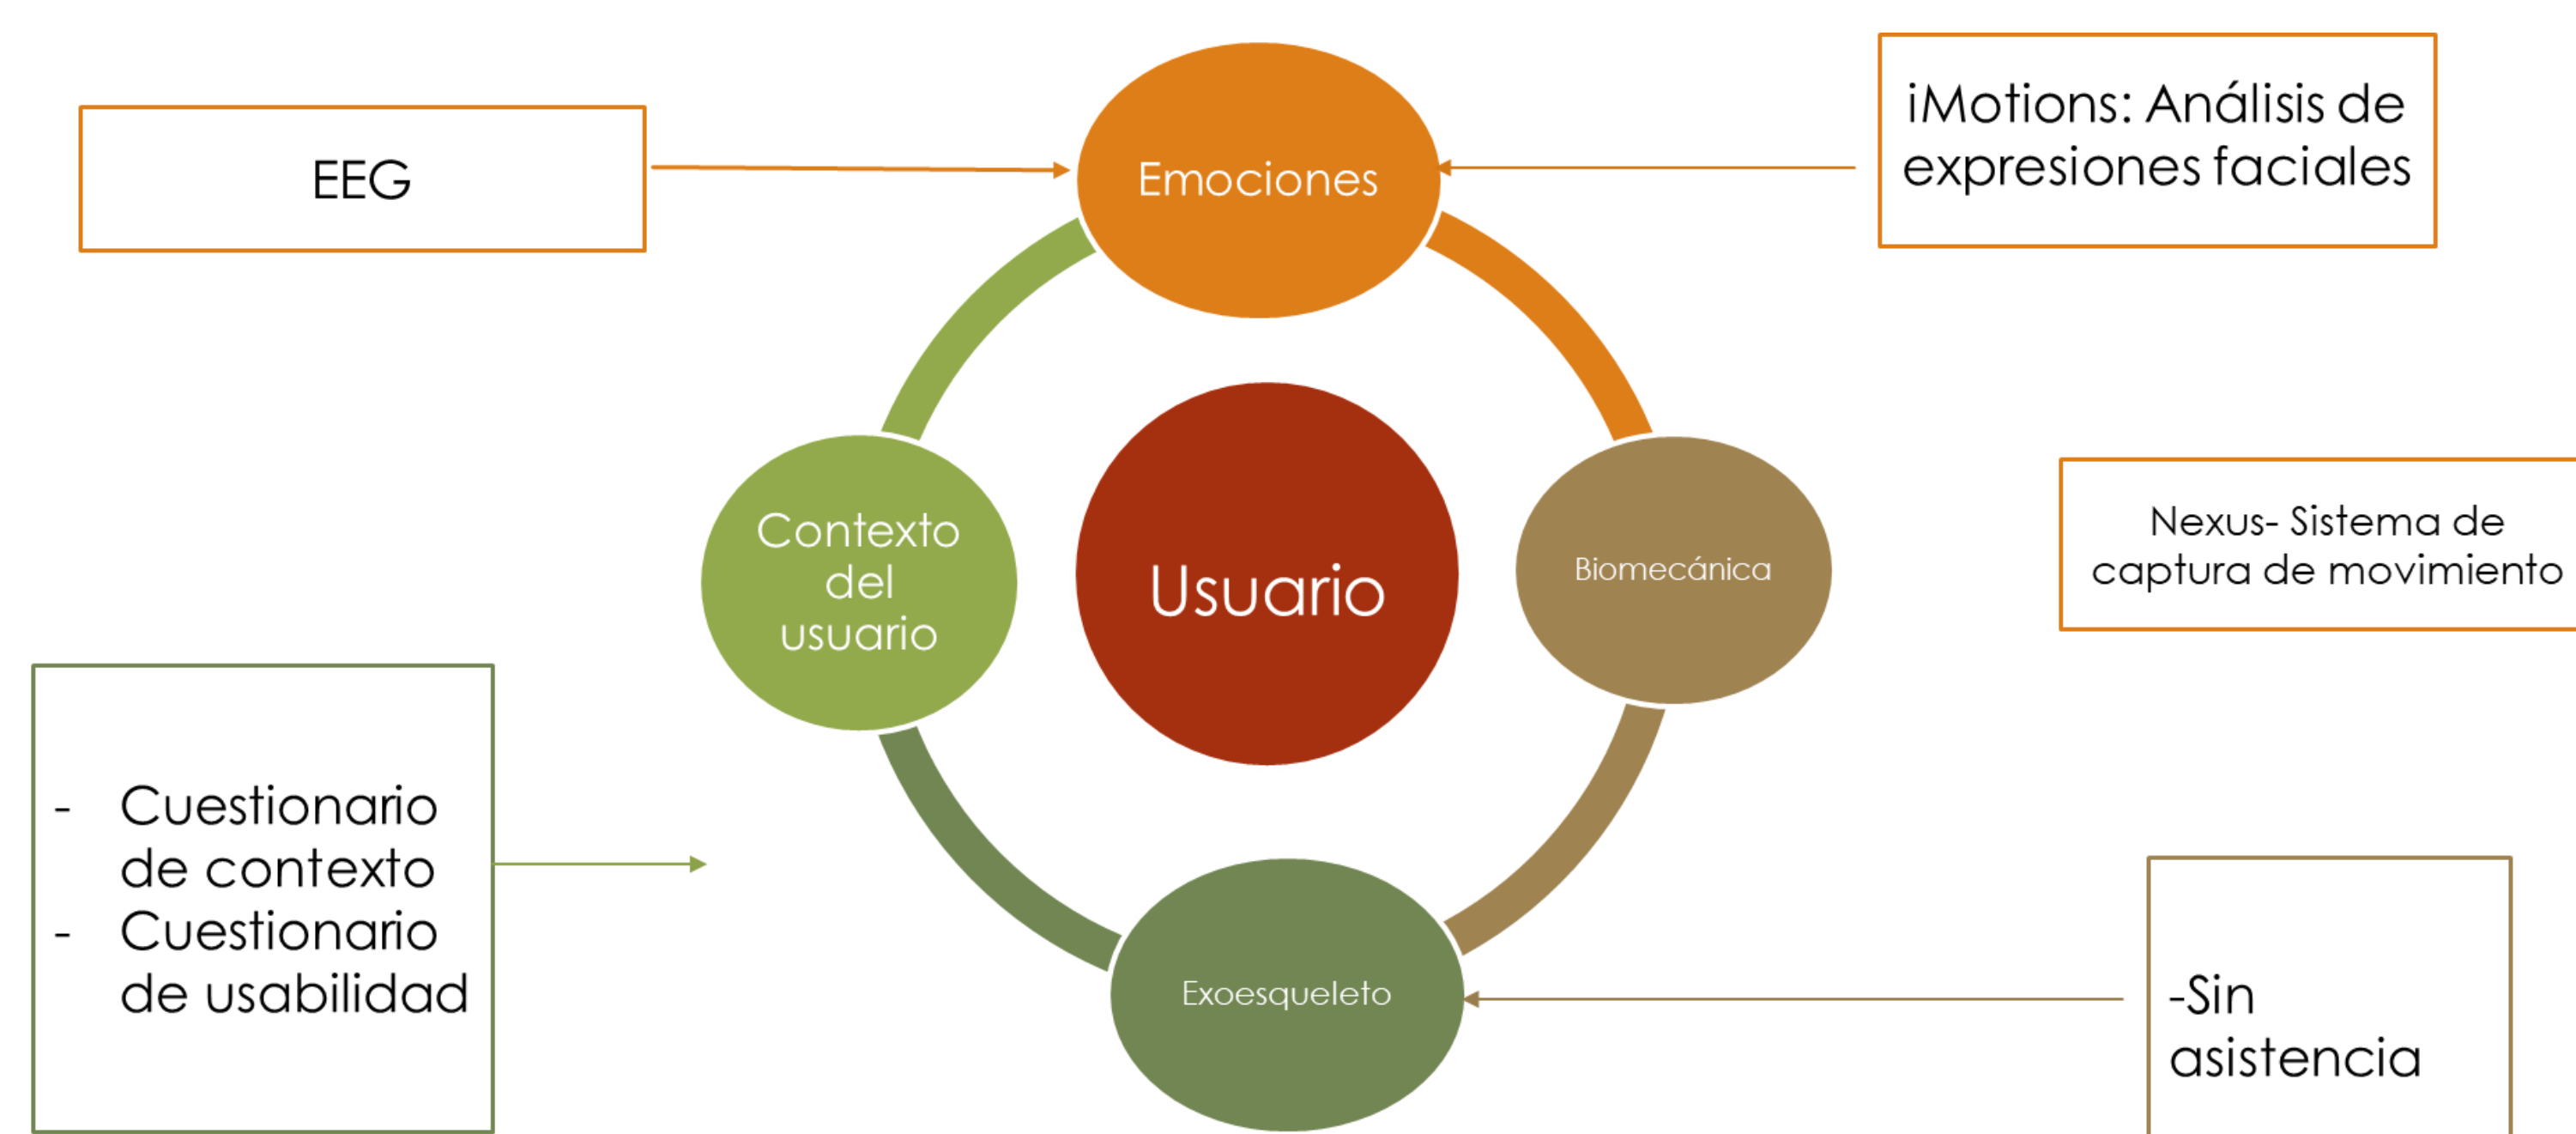 EEG
Emociones
iMotions: Análisis de
expresiones faciales
Contexto
del
usuario
Usuario
Biomecánica
Nexus- Sistema de
captura de movimiento
- Cuestionario
de contexto
- Cuestionario
de usabilidad
Exoesqueleto
-Sin
asistencia